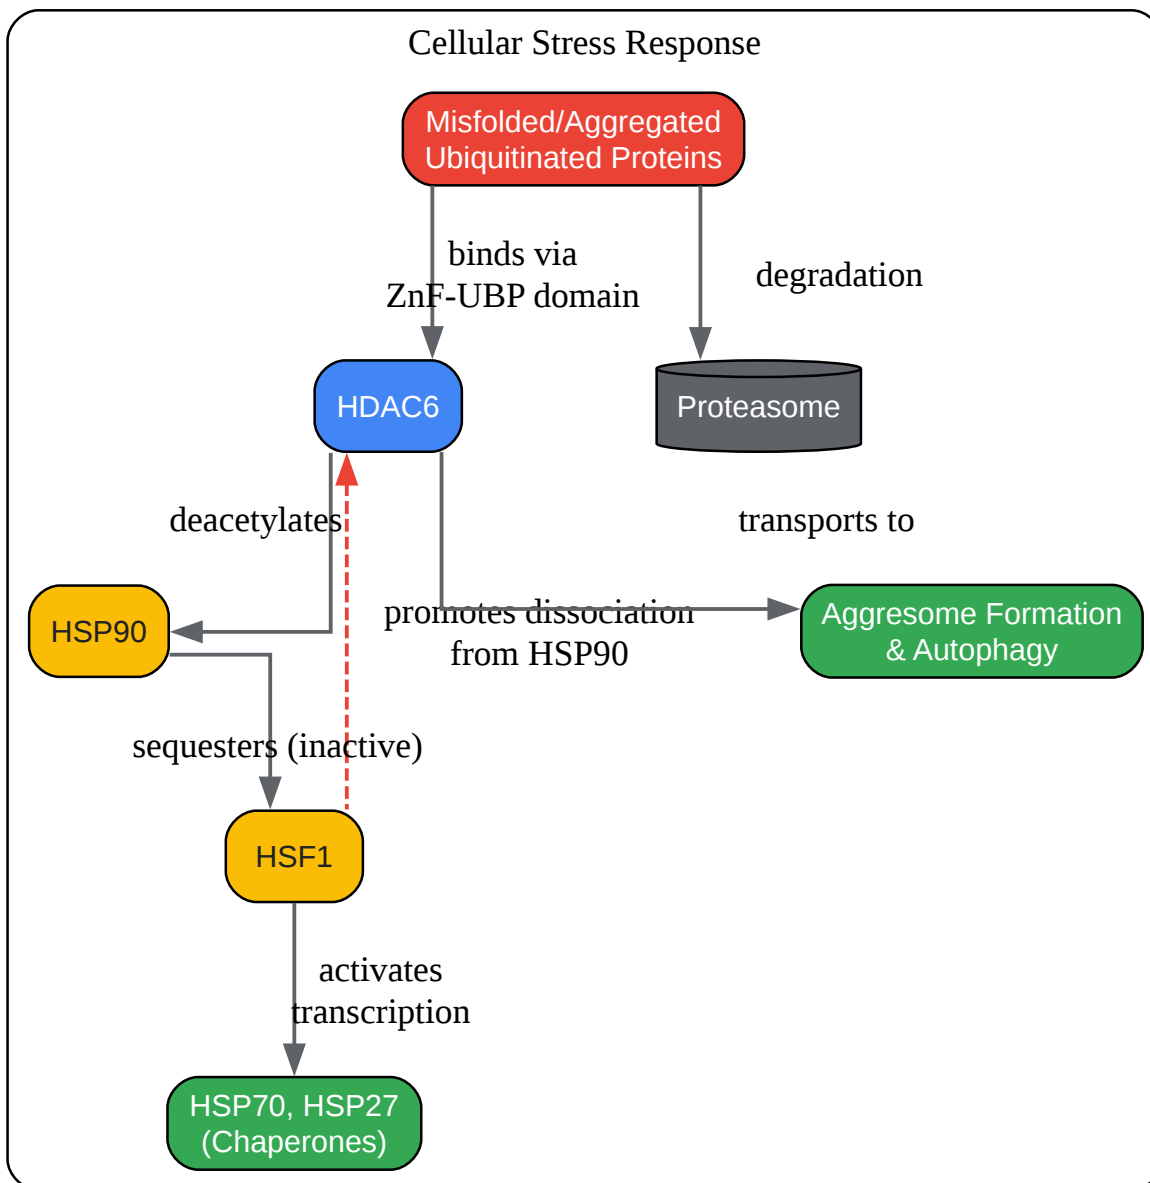 Cellular Stress Response
Misfolded/Aggregated
Ubiquitinated Proteins
binds via
ZnF-UBP domain
degradation
HDAC6
Proteasome
deacetylates
transports to
HSP90
promotes dissociation
from HSP90
Aggresome Formation
& Autophagy
sequesters (inactive)
HSF1
activates
transcription
HSP70, HSP27
(Chaperones)